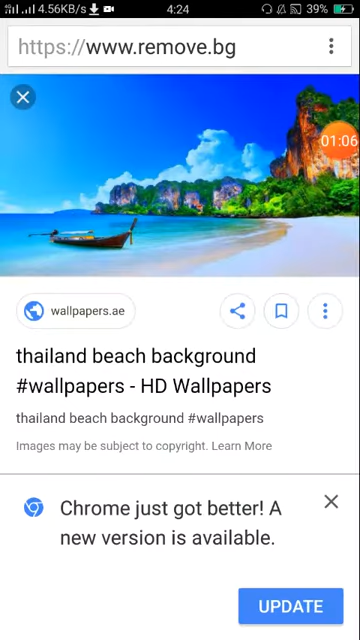 4.56KB/s 4:24 39%
https://www.remove.bg
01:06
wallpapers.ae
thailand beach background
#wallpapers - HD Wallpapers
thailand beach background #wallpapers
Images may be subject to copyright. Learn More
Chrome just got better! A
new version is available.
UPDATE